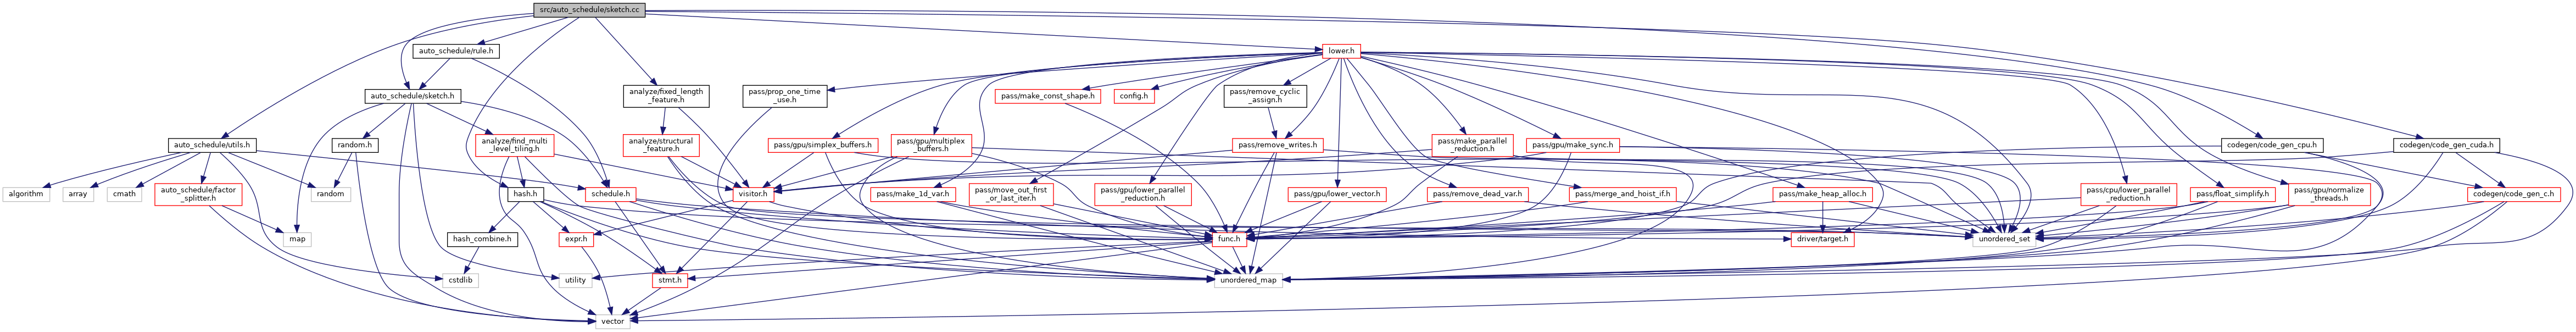 src/auto_schedule/sketch.cc
auto_schedule/rule.h
lower.h
auto_schedule/sketch.h
analyze/fixed_length
_feature.h
pass/prop_one_time
_use.h
pass/make_const_shape.h
config.h
pass/remove_cyclic
_assign.h
auto_schedule/utils.h
random.h
analyze/find_multi
_level_tiling.h
analyze/structural
_feature.h
pass/gpu/simplex_buffers.h
pass/gpu/multiplex
_buffers.h
pass/remove_writes.h
pass/make_parallel
_reduction.h
pass/gpu/make_sync.h
codegen/code_gen_cpu.h
codegen/code_gen_cuda.h
algorithm
array
cmath
auto_schedule/factor
_splitter.h
random
hash.h
schedule.h
visitor.h
pass/make_1d_var.h
pass/move_out_first
_or_last_iter.h
pass/gpu/lower_parallel
_reduction.h
pass/gpu/lower_vector.h
pass/remove_dead_var.h
pass/merge_and_hoist_if.h
pass/make_heap_alloc.h
pass/cpu/lower_parallel
_reduction.h
pass/float_simplify.h
pass/gpu/normalize
_threads.h
codegen/code_gen_c.h
map
hash_combine.h
expr.h
func.h
driver/target.h
unordered_set
cstdlib
utility
stmt.h
unordered_map
vector